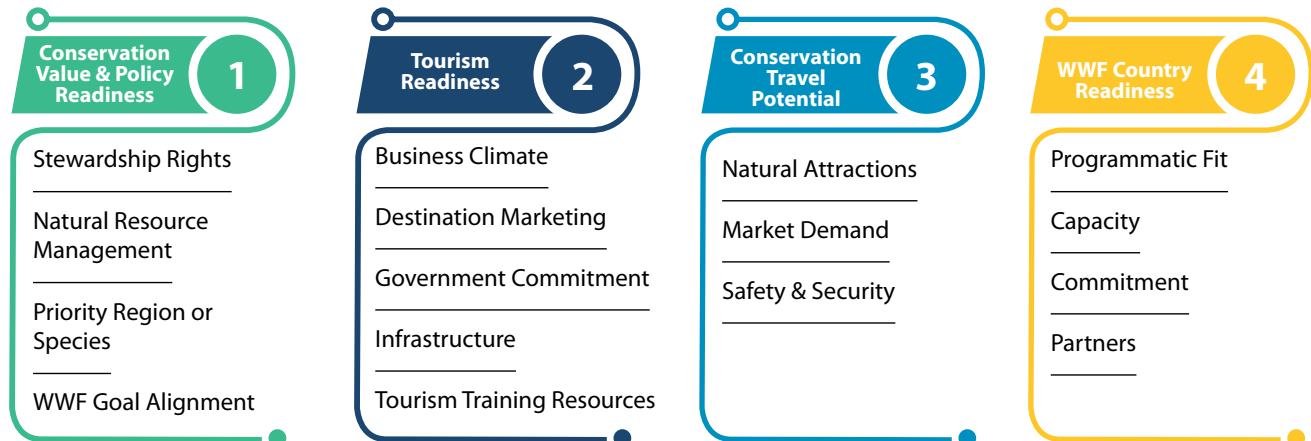 Conservation
Value & Policy
Readiness
1
Stewardship Rights
Natural Resource
Management
Priority Region or
Species
WWF Goal Alignment
Tourism
Readiness
2
Business Climate
Destination Marketing
Government Commitment
Infrastructure
Tourism Training Resources
Conservation
Travel
Potential
3
Natural Attractions
Market Demand
Safety & Security
WWF Country
Readiness
4
Programmatic Fit
Capacity
Commitment
Partners